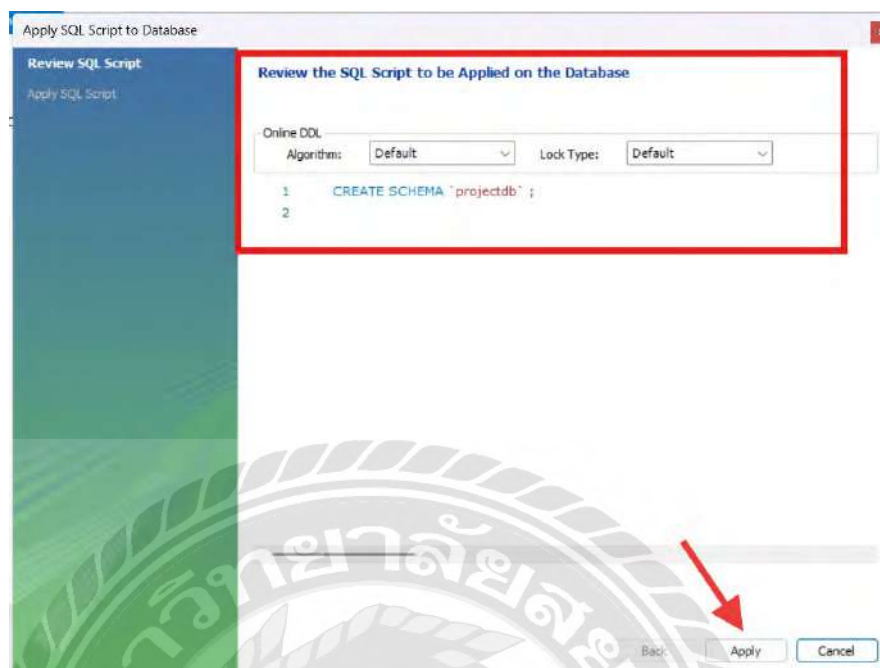 Apply SQL Script to Database
Review SQL Script
Apply SQL Script
Review the SQL Script to be Applied on the Database
Online DDL
Algorithm: Default Lock Type: Default
1 CREATE SCHEMA `projectdb` ;
2
Back Apply Cancel